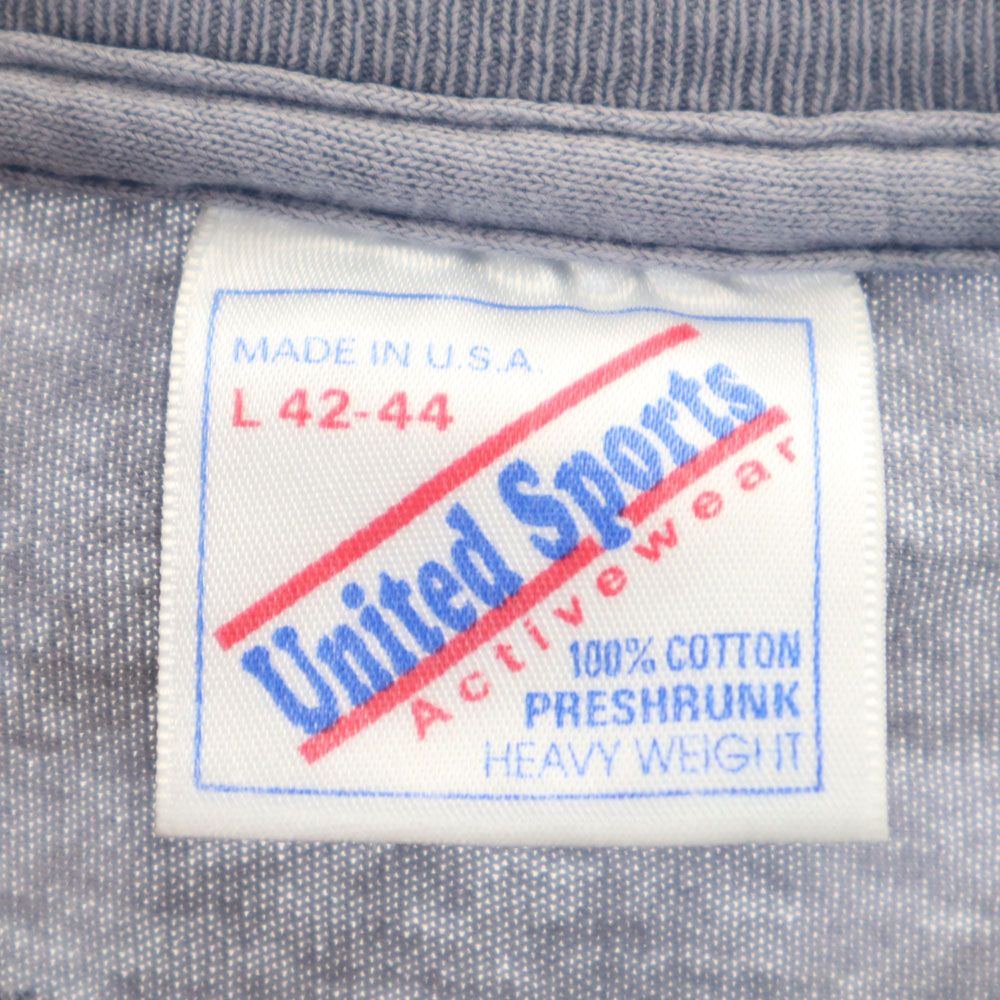 MADE IN U.S.A.
L 42-44
United Sports
Activewear
100% COTTON
PRESHRUNK
HEAVY WEIGHT